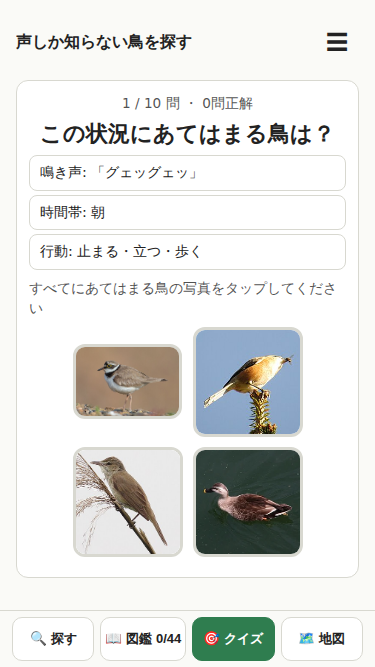 声しか知らない鳥を探す
1 / 10 問 ・ 0問正解
この状況にあてはまる鳥は？
鳴き声: 「グェッグェッ」
時間帯: 朝
行動: 止まる・立つ・歩く
すべてにあてはまる鳥の写真をタップしてくださ
い
🔍 探す
📖 図鑑 0/44
🎯 クイズ
🗺️ 地図